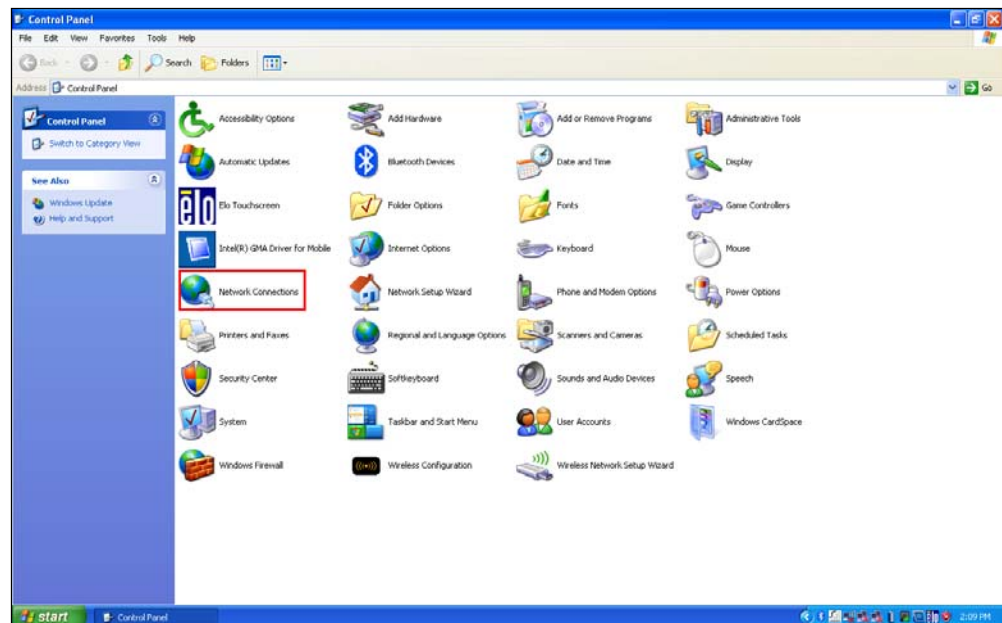 Control Panel
File Edit View Favorites Tools Help
Back Search Folders
Address Control Panel Go
Control Panel
Switch to Category View
See Also
Windows Update
Help and Support
Accessibility Options Add Hardware Add or Remove Programs Administrative Tools
Automatic Updates Bluetooth Devices Date and Time Display
ēlo Elo Touchscreen Folder Options Fonts Game Controllers
Intel(R) GMA Driver for Mobile Internet Options Keyboard Mouse
Network Connections Network Setup Wizard Phone and Modem Options Power Options
Printers and Faxes Regional and Language Options Scanners and Cameras Scheduled Tasks
Security Center Softkeyboard Sounds and Audio Devices Speech
System Taskbar and Start Menu User Accounts Windows CardSpace
Windows Firewall Wireless Configuration Wireless Network Setup Wizard
start Control Panel 2:09 PM